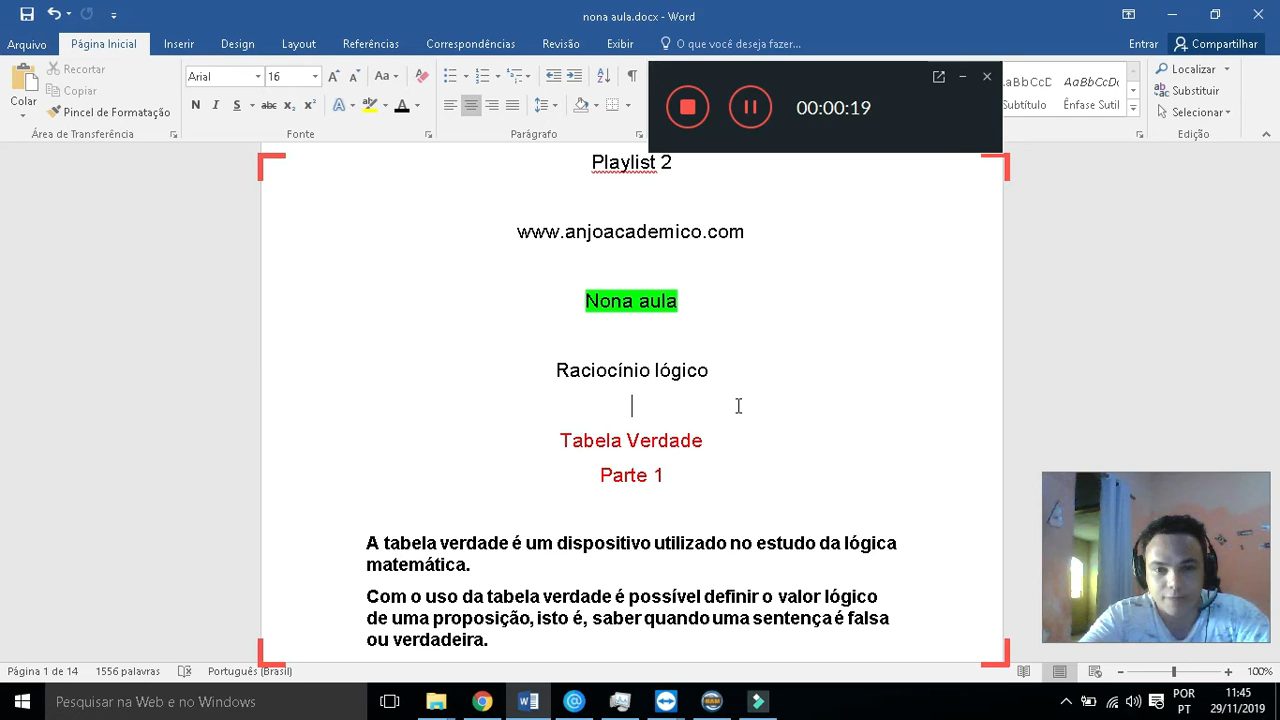 nona aula.docx - Word
Arquivo Página Inicial Inserir Design Layout Referências Correspondências Revisão Exibir O que você deseja fazer... Entrar Compartilhar
Colar
Recortar
Copiar
Pincel de Formatação
Área de Transferência
Arial 16
Aa
N I S abc X₂ X²
Fonte
Parágrafo
00:00:19
AaBbCcD AaBbCcD
Subtítulo Ênfase Sutil
Localizar
Substituir
Selecionar
Edição
Playlist 2
www.anjoacademico.com
Nona aula
Raciocínio lógico
Tabela Verdade
Parte 1
A tabela verdade é um dispositivo utilizado no estudo da lógica
matemática.
Com o uso da tabela verdade é possível definir o valor lógico
de uma proposição, isto é, saber quando uma sentença é falsa
ou verdadeira.
Página 1 de 14 1556 palavras Português (Brasil) 100%
Pesquisar na Web e no Windows
POR
PT
11:45
29/11/2019